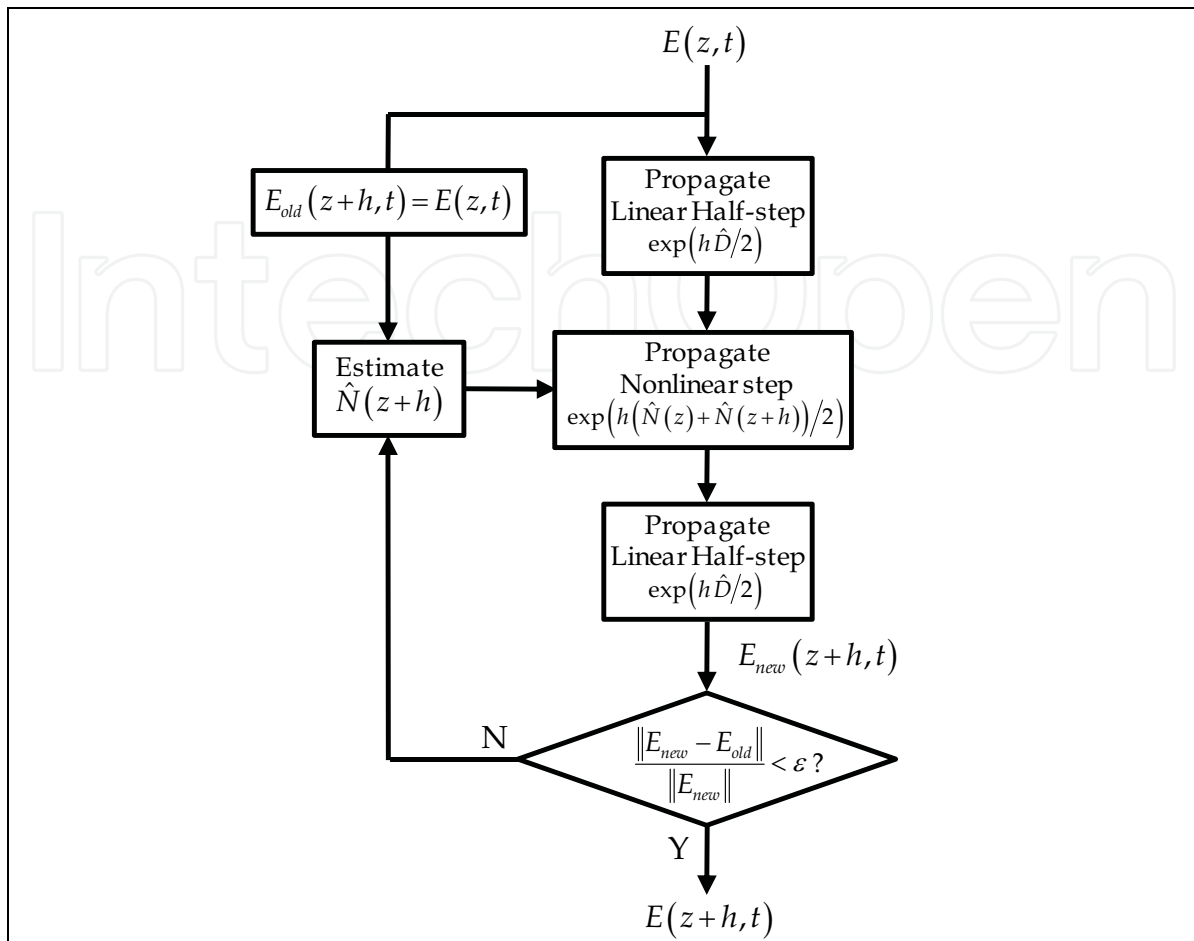 E(z,t)
E_old(z+h,t)=E(z,t)
Propagate
Linear Half-step
exp(hD̂/2)
Estimate
N̂(z+h)
Propagate
Nonlinear step
exp(h(N̂(z)+N̂(z+h))/2)
Propagate
Linear Half-step
exp(hD̂/2)
E_new(z+h,t)
N
‖E_new − E_old‖
/ ‖E_new‖ < ε ?
Y
E(z+h,t)
IntechOpen